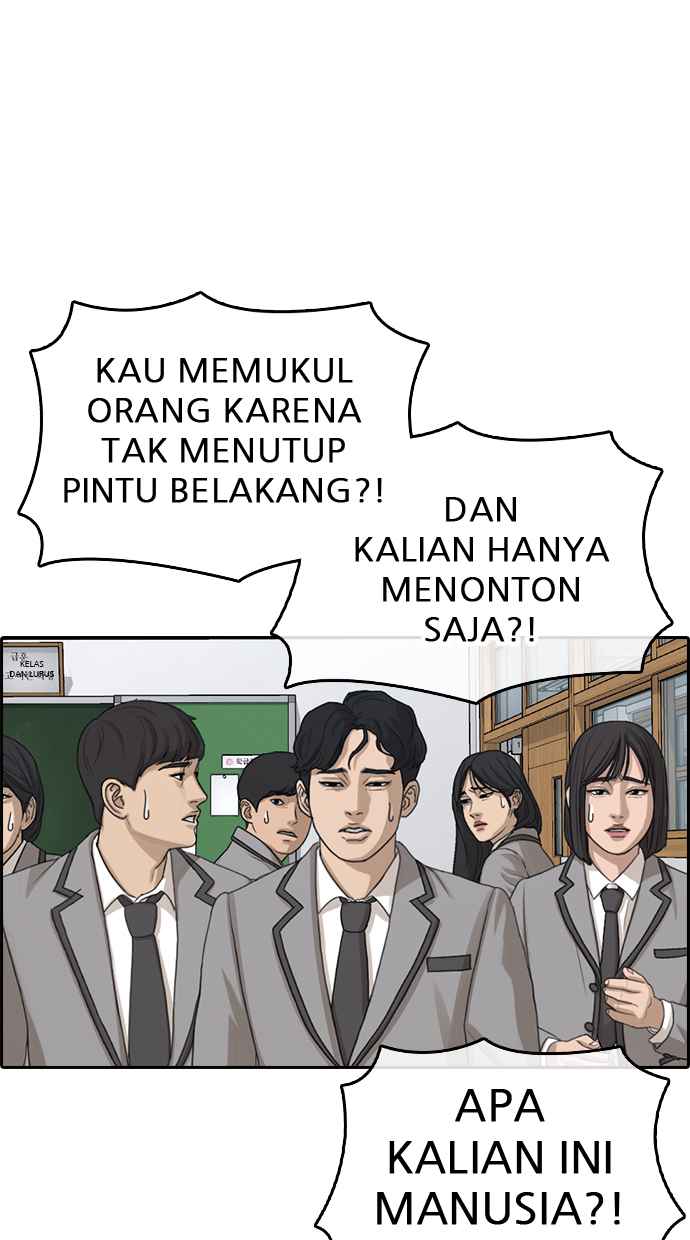 KAU MEMUKUL
ORANG KARENA
TAK MENUTUP
PINTU BELAKANG?!
DAN
KALIAN HANYA
MENONTON
SAJA?!
KELAS
DAN LURUS
APA
KALIAN INI
MANUSIA?!